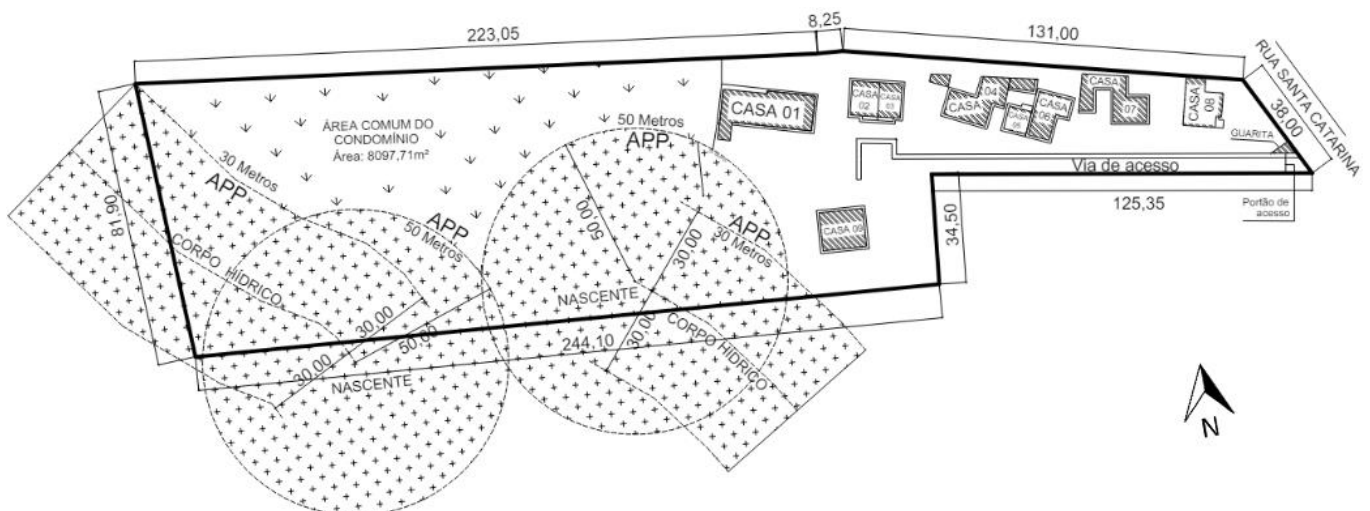 223,05
8,25
131,00
RUA SANTA CATARINA
38,00
CASA 01
CASA
02
CASA
03
CASA
04
CASA
05
CASA
06
CASA
07
CASA
08
GUARITA
ÁREA COMUM DO
CONDOMÍNIO
Área: 8097,71m²
50 Metros
APP
30 Metros
APP
Via de acesso
125,35
Portão de
acesso
81,90
50,00
APP
50 Metros
APP
30 Metros
30,00
34,50
CASA 09
CORPO HÍDRICO
NASCENTE
30,00
50,00
30,00
CORPO HÍDRICO
244,10
30,00
NASCENTE
N